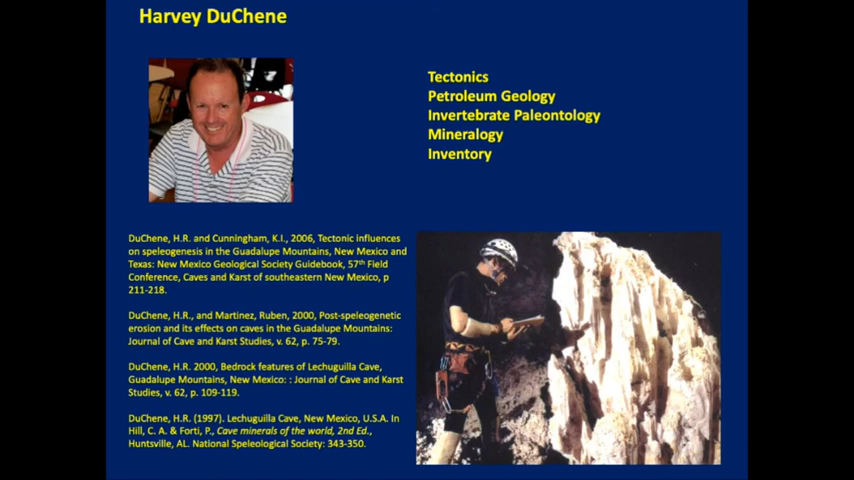 Harvey DuChene
Tectonics
Petroleum Geology
Invertebrate Paleontology
Mineralogy
Inventory
DuChene, H.R. and Cunningham, K.I., 2006, Tectonic influences
on speleogenesis in the Guadalupe Mountains, New Mexico and
Texas: New Mexico Geological Society Guidebook, 57th Field
Conference, Caves and Karst of southeastern New Mexico, p
211-218.
DuChene, H.R., and Martinez, Ruben, 2000, Post-speleogenetic
erosion and its effects on caves in the Guadalupe Mountains:
Journal of Cave and Karst Studies, v. 62, p. 75-79.
DuChene, H.R. 2000, Bedrock features of Lechuguilla Cave,
Guadalupe Mountains, New Mexico: : Journal of Cave and Karst
Studies, v. 62, p. 109-119.
DuChene, H.R. (1997). Lechuguilla Cave, New Mexico, U.S.A. In
Hill, C. A. & Forti, P., Cave minerals of the world, 2nd Ed.,
Huntsville, AL. National Speleological Society: 343-350.